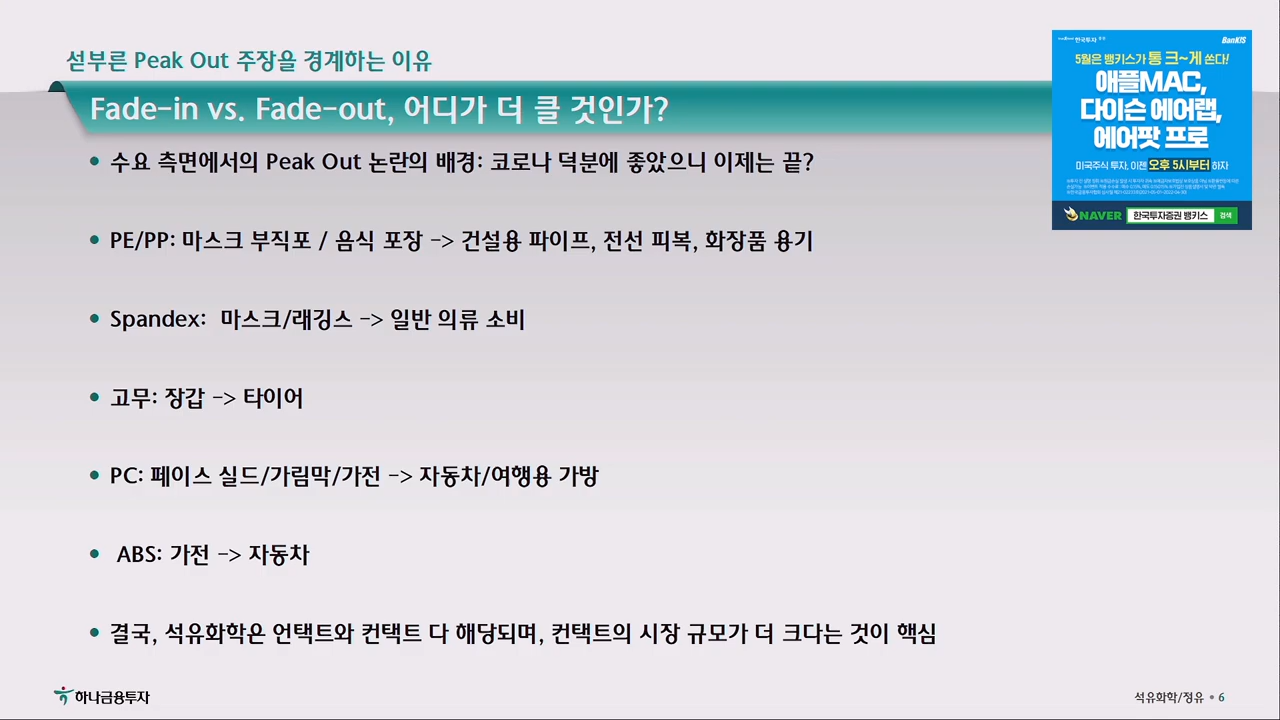 섣부른 Peak Out 주장을 경계하는 이유
Fade-in vs. Fade-out, 어디가 더 클 것인가?
• 수요 측면에서의 Peak Out 논란의 배경: 코로나 덕분에 좋았으니 이제는 끝?
• PE/PP: 마스크 부직포 / 음식 포장 -> 건설용 파이프, 전선 피복, 화장품 용기
• Spandex: 마스크/래깅스 -> 일반 의류 소비
• 고무: 장갑 -> 타이어
• PC: 페이스 실드/가림막/가전 -> 자동차/여행용 가방
• ABS: 가전 -> 자동차
• 결국, 석유화학은 언택트와 컨택트 다 해당되며, 컨택트의 시장 규모가 더 크다는 것이 핵심
하나금융투자
석유화학/정유 • 6
한국투자증권
BanKIS
5월은 뱅키스가 통 크~게 쏜다!
애플MAC,
다이슨 에어랩,
에어팟 프로
미국주식 투자, 이젠 오후 5시부터 하자
NAVER 한국투자증권 뱅키스 검색